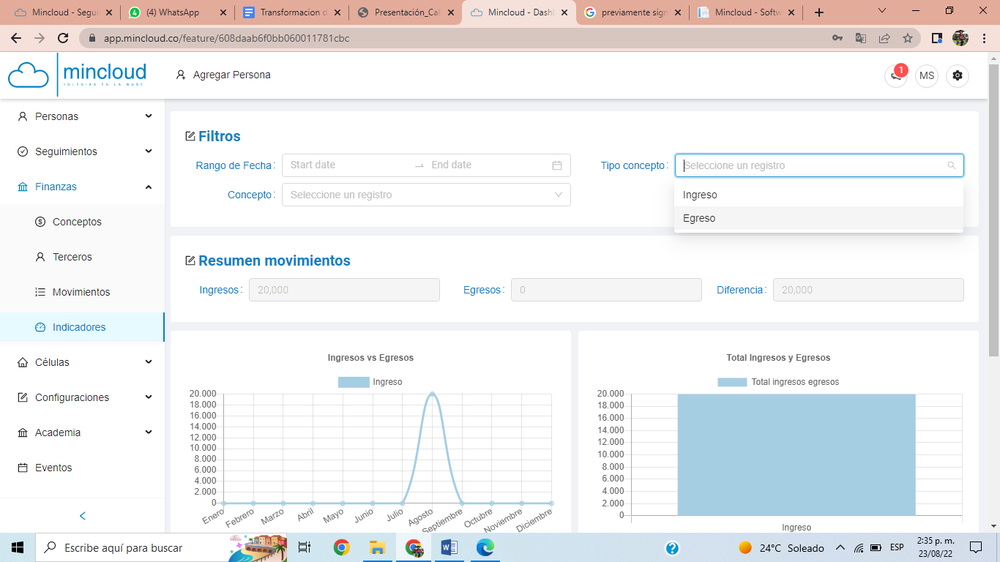 Mincloud - Segui
(4) WhatsApp
Transformacion d
Presentación_Cal
Mincloud - Dashb
previamente sign
Mincloud - Softw
app.mincloud.co/feature/608daab6f0bb060011781cbc
mincloud
IGLESIAS EN LA NUBE
Agregar Persona
1
MS
Personas
Seguimientos
Finanzas
Conceptos
Terceros
Movimientos
Indicadores
Células
Configuraciones
Academia
Eventos
Filtros
Rango de Fecha:
Start date
End date
Tipo concepto:
Seleccione un registro
Concepto:
Seleccione un registro
Ingreso
Egreso
Resumen movimientos
Ingresos:
20,000
Egresos:
0
Diferencia:
20,000
Ingresos vs Egresos
Ingreso
20.000
18.000
16.000
14.000
12.000
10.000
8.000
6.000
4.000
2.000
0
Enero
Febrero
Marzo
Abril
Mayo
Junio
Julio
Agosto
Septiembre
Octubre
Noviembre
Diciembre
Total Ingresos y Egresos
Total ingresos egresos
20.000
18.000
16.000
14.000
12.000
10.000
8.000
6.000
4.000
2.000
0
Ingreso
Escribe aquí para buscar
24°C Soleado
ESP
2:35 p. m.
23/08/22